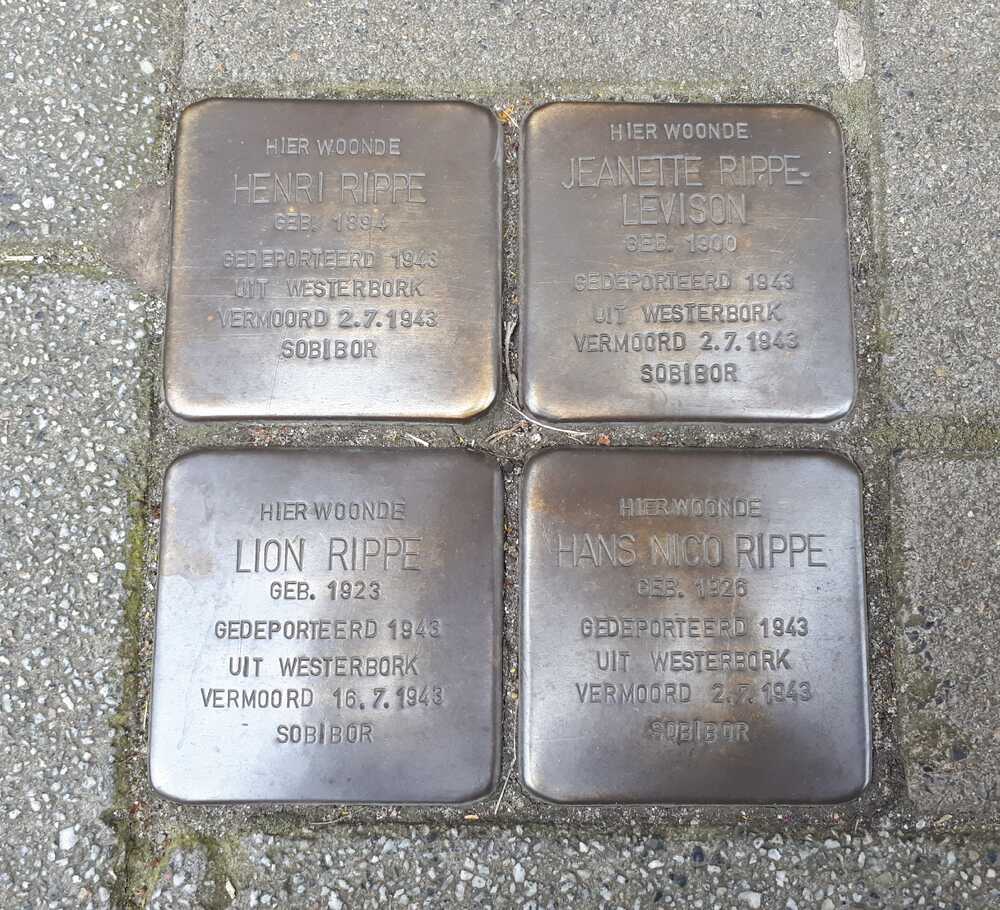 HIER WOONDE
HENRI RIPPE
GEB. 1894
GEDEPORTEERD 1943
UIT WESTERBORK
VERMOORD 2.7.1943
SOBIBOR
HIER WOONDE
JEANETTE RIPPE-
LEVISON
GEB. 1900
GEDEPORTEERD 1943
UIT WESTERBORK
VERMOORD 2.7.1943
SOBIBOR
HIER WOONDE
LION RIPPE
GEB. 1923
GEDEPORTEERD 1943
UIT WESTERBORK
VERMOORD 16.7.1943
SOBIBOR
HIER WOONDE
HANS NICO RIPPE
GEB. 1926
GEDEPORTEERD 1943
UIT WESTERBORK
VERMOORD 2.7.1943
SOBIBOR